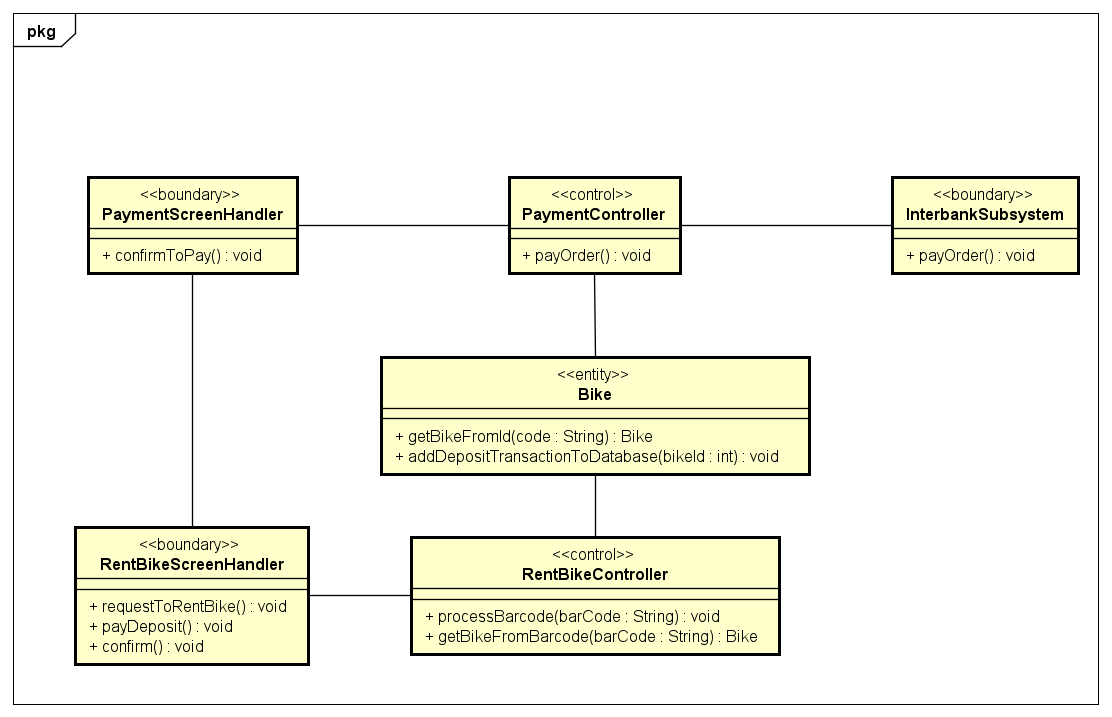 pkg
<<boundary>>
PaymentScreenHandler
+ confirmToPay() : void
<<control>>
PaymentController
+ payOrder() : void
<<boundary>>
InterbankSubsystem
+ payOrder() : void
<<entity>>
Bike
+ getBikeFromId(code : String) : Bike
+ addDepositTransactionToDatabase(bikeId : int) : void
<<boundary>>
RentBikeScreenHandler
+ requestToRentBike() : void
+ payDeposit() : void
+ confirm() : void
<<control>>
RentBikeController
+ processBarcode(barCode : String) : void
+ getBikeFromBarcode(barCode : String) : Bike